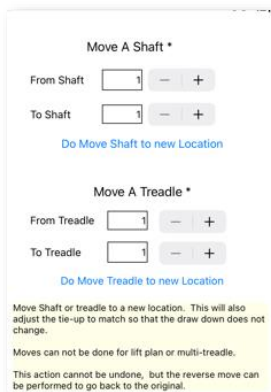 Move A Shaft *
From Shaft 1 − +
To Shaft 1 − +
Do Move Shaft to new Location
Move A Treadle *
From Treadle 1 − +
To Treadle 1 − +
Do Move Treadle to new Location
Move Shaft or treadle to a new location. This will also
adjust the tie-up to match so that the draw down does not
change.
Moves can not be done for lift plan or multi-treadle.
This action cannot be undone, but the reverse move can
be performed to go back to the original.